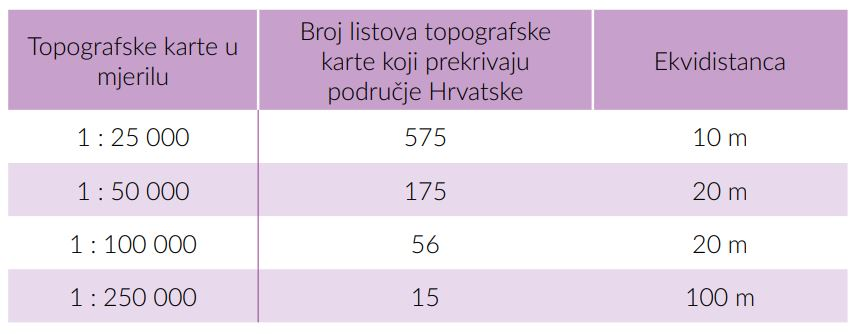 Topografske karte u
mjerilu
Broj listova topografske
karte koji prekrivaju
područje Hrvatske
Ekvidistanca
1 : 25 000
575
10 m
1 : 50 000
175
20 m
1 : 100 000
56
20 m
1 : 250 000
15
100 m